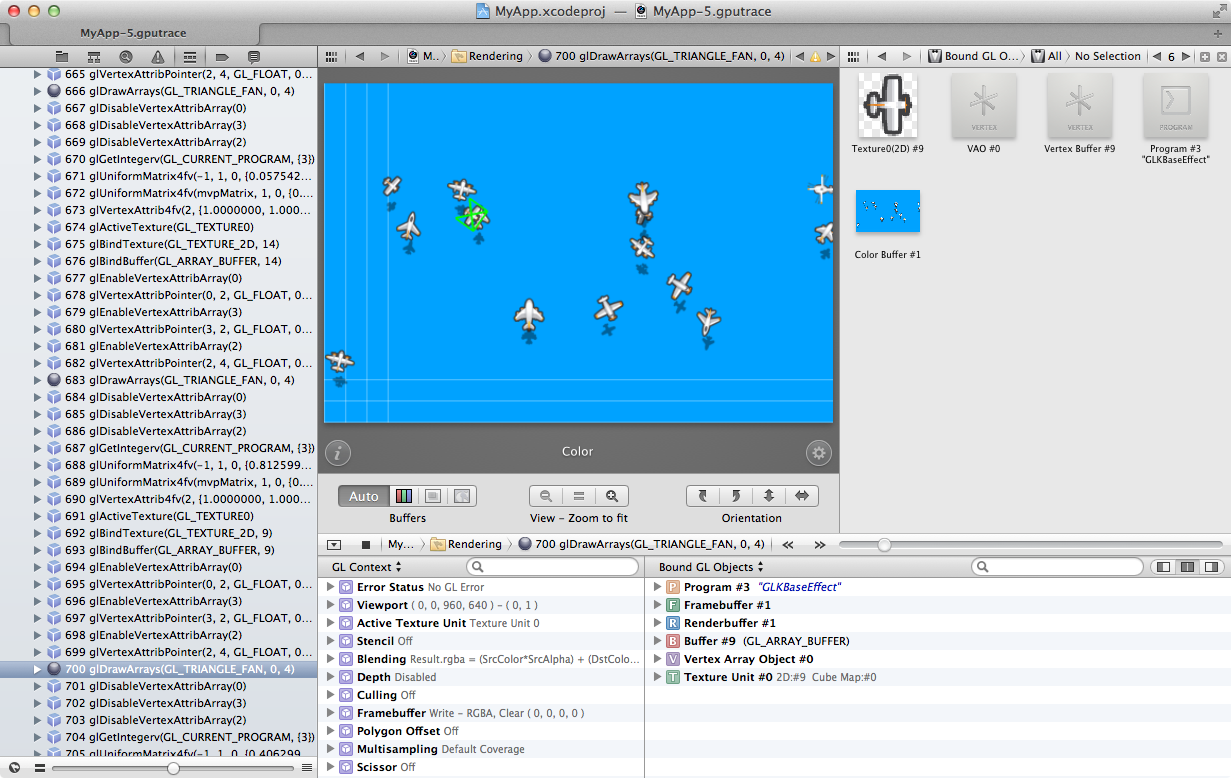 MyApp.xcodeproj — MyApp-5.gputrace
MyApp-5.gputrace
665 glVertexAttribPointer(2, 4, GL_FLOAT, 0...
666 glDrawArrays(GL_TRIANGLE_FAN, 0, 4)
667 glDisableVertexAttribArray(0)
668 glDisableVertexAttribArray(3)
669 glDisableVertexAttribArray(2)
670 glGetIntegerv(GL_CURRENT_PROGRAM, {3})
671 glUniformMatrix4fv(-1, 1, 0, {0.057542...
672 glUniformMatrix4fv(mvpMatrix, 1, 0, {0....
673 glVertexAttrib4fv(2, {1.0000000, 1.000...
674 glActiveTexture(GL_TEXTURE0)
675 glBindTexture(GL_TEXTURE_2D, 14)
676 glBindBuffer(GL_ARRAY_BUFFER, 14)
677 glEnableVertexAttribArray(0)
678 glVertexAttribPointer(0, 2, GL_FLOAT, 0...
679 glEnableVertexAttribArray(3)
680 glVertexAttribPointer(3, 2, GL_FLOAT, 0...
681 glEnableVertexAttribArray(2)
682 glVertexAttribPointer(2, 4, GL_FLOAT, 0...
683 glDrawArrays(GL_TRIANGLE_FAN, 0, 4)
684 glDisableVertexAttribArray(0)
685 glDisableVertexAttribArray(3)
686 glDisableVertexAttribArray(2)
687 glGetIntegerv(GL_CURRENT_PROGRAM, {3})
688 glUniformMatrix4fv(-1, 1, 0, {0.812599...
689 glUniformMatrix4fv(mvpMatrix, 1, 0, {0....
690 glVertexAttrib4fv(2, {1.0000000, 1.000...
691 glActiveTexture(GL_TEXTURE0)
692 glBindTexture(GL_TEXTURE_2D, 9)
693 glBindBuffer(GL_ARRAY_BUFFER, 9)
694 glEnableVertexAttribArray(0)
695 glVertexAttribPointer(0, 2, GL_FLOAT, 0...
696 glEnableVertexAttribArray(3)
697 glVertexAttribPointer(3, 2, GL_FLOAT, 0...
698 glEnableVertexAttribArray(2)
699 glVertexAttribPointer(2, 4, GL_FLOAT, 0...
700 glDrawArrays(GL_TRIANGLE_FAN, 0, 4)
701 glDisableVertexAttribArray(0)
702 glDisableVertexAttribArray(3)
703 glDisableVertexAttribArray(2)
704 glGetIntegerv(GL_CURRENT_PROGRAM, {3})
705 glUniformMatrix4fv(-1, 1, 0, {0.406299...
M.. Rendering 700 glDrawArrays(GL_TRIANGLE_FAN, 0, 4)
Color
Auto
Buffers
View – Zoom to fit
Orientation
My... Rendering 700 glDrawArrays(GL_TRIANGLE_FAN, 0, 4)
GL Context
Error Status No GL Error
Viewport ( 0, 0, 960, 640 ) – ( 0, 1 )
Active Texture Unit Texture Unit 0
Stencil Off
Blending Result.rgba = (SrcColor*SrcAlpha) + (DstColo...
Depth Disabled
Culling Off
Framebuffer Write – RGBA, Clear ( 0, 0, 0, 0 )
Polygon Offset Off
Multisampling Default Coverage
Scissor Off
Bound GL Objects
Program #3 "GLKBaseEffect"
Framebuffer #1
Renderbuffer #1
Buffer #9 (GL_ARRAY_BUFFER)
Vertex Array Object #0
Texture Unit #0 2D:#9 Cube Map:#0
Bound GL O... All No Selection 6
Texture0(2D) #9
VERTEX
VAO #0
VERTEX
Vertex Buffer #9
PROGRAM
Program #3
"GLKBaseEffect"
Color Buffer #1